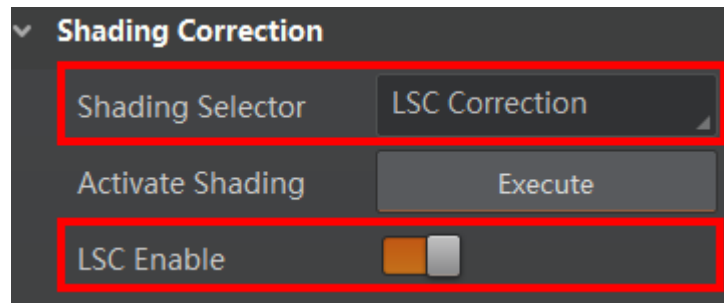 Shading Correction
Shading Selector LSC Correction
Activate Shading Execute
LSC Enable